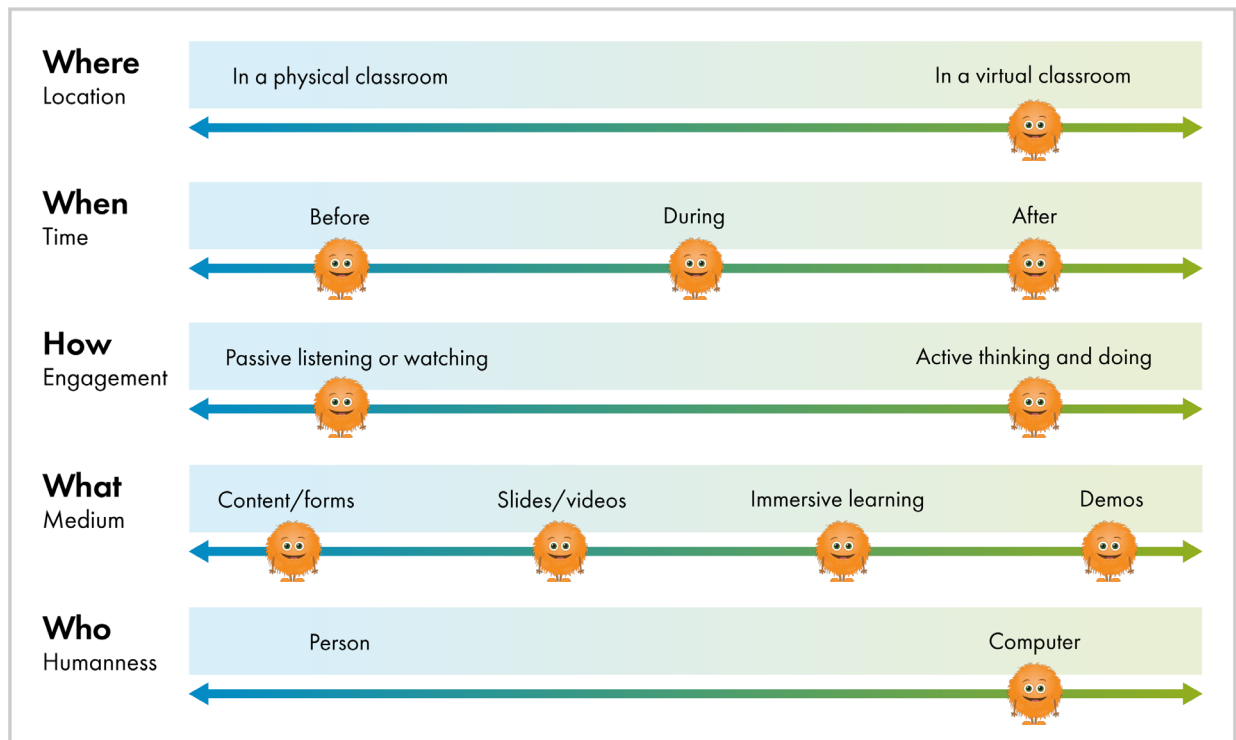 Where
Location
In a physical classroom
In a virtual classroom
When
Time
Before
During
After
How
Engagement
Passive listening or watching
Active thinking and doing
What
Medium
Content/forms
Slides/videos
Immersive learning
Demos
Who
Humanness
Person
Computer